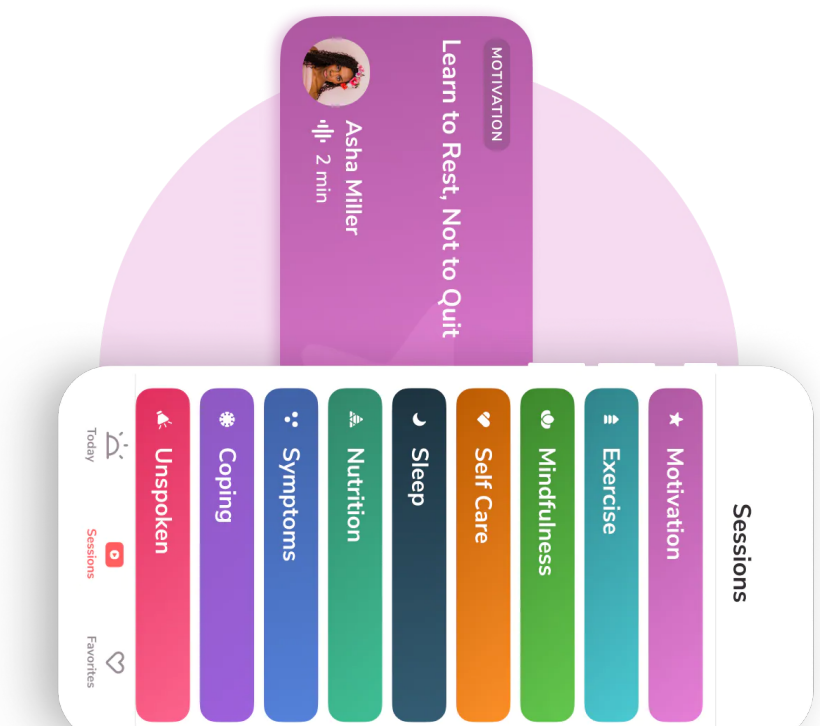 MOTIVATION
Learn to Rest, Not to Quit
Asha Miller
2 min
Sessions
Motivation
Exercise
Mindfulness
Self Care
Sleep
Nutrition
Symptoms
Coping
Unspoken
Today
Sessions
Favorites